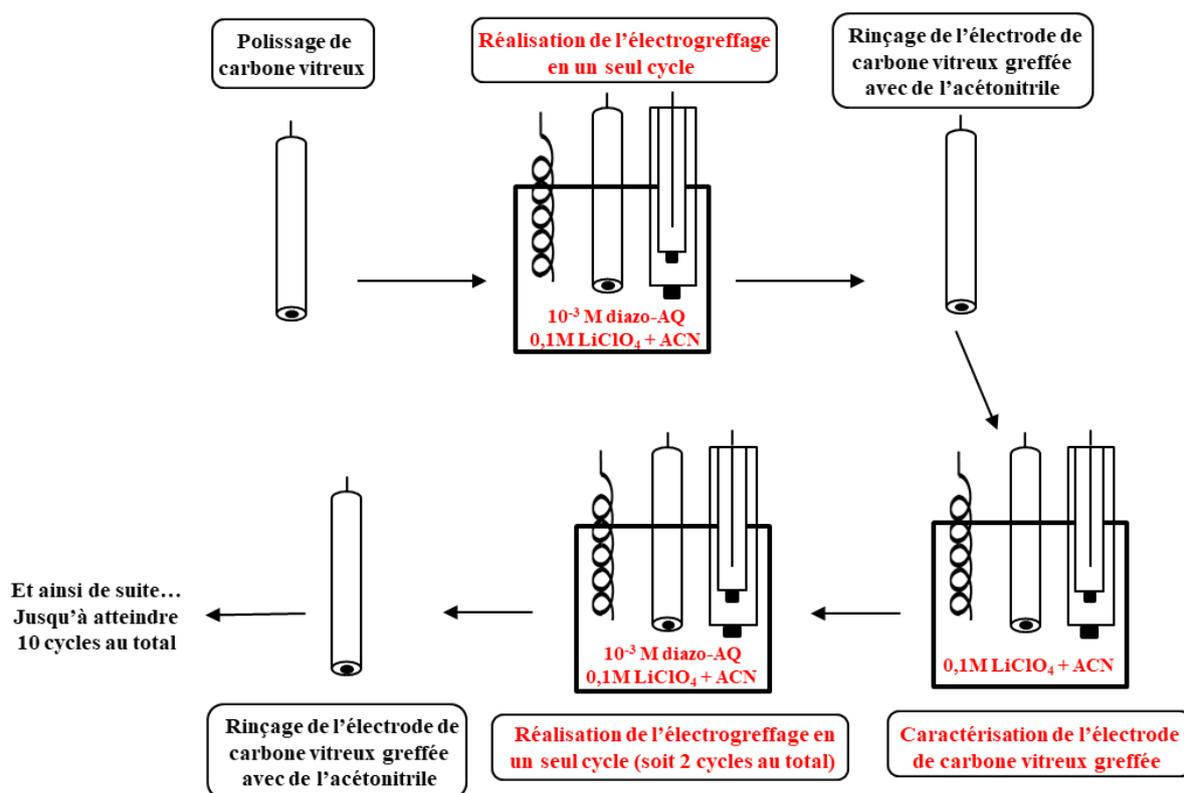 Polissage de
carbone vitreux
Réalisation de l’électrogreffage
en un seul cycle
Rinçage de l’électrode de
carbone vitreux greffée
avec de l’acétonitrile
10⁻³ M diazo-AQ
0,1M LiClO₄ + ACN
0,1M LiClO₄ + ACN
Caractérisation de l’électrode
de carbone vitreux greffée
10⁻³ M diazo-AQ
0,1M LiClO₄ + ACN
Réalisation de l’électrogreffage en
un seul cycle (soit 2 cycles au total)
Rinçage de l’électrode de
carbone vitreux greffée
avec de l’acétonitrile
Et ainsi de suite…
Jusqu’à atteindre
10 cycles au total